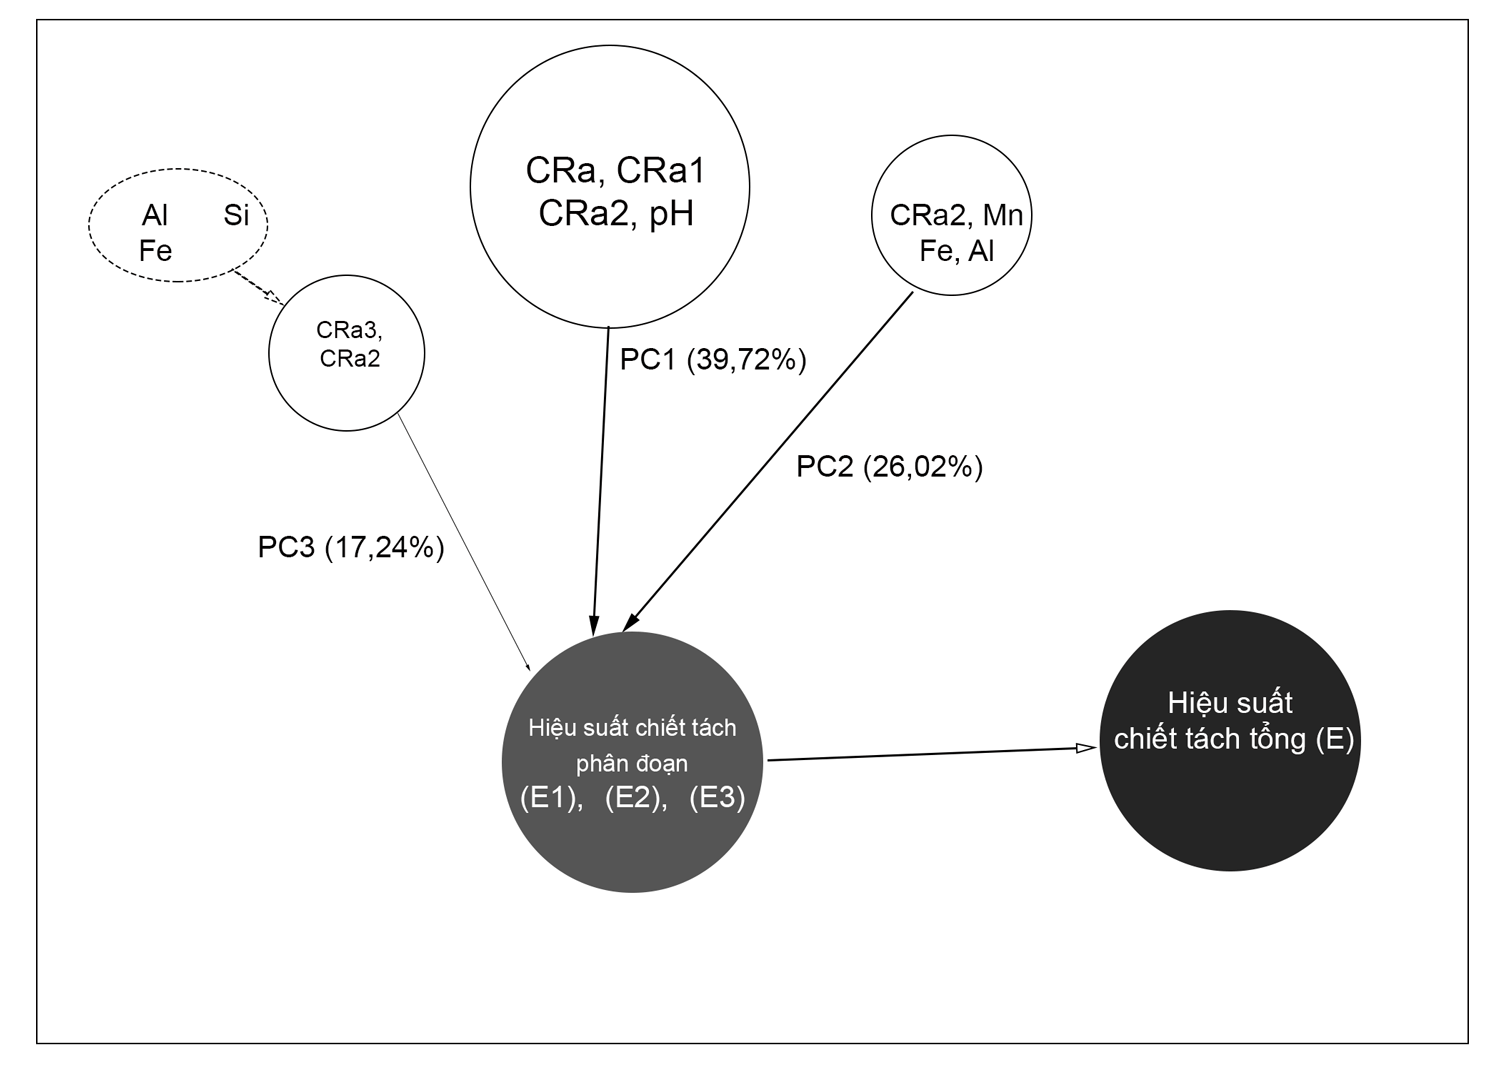 CRa, CRa1
CRa2, pH
Al Si
Fe
CRa2, Mn
Fe, Al
CRa3,
CRa2
PC1 (39,72%)
PC2 (26,02%)
PC3 (17,24%)
Hiệu suất chiết tách
phân đoạn
(E1), (E2), (E3)
Hiệu suất
chiết tách tổng (E)